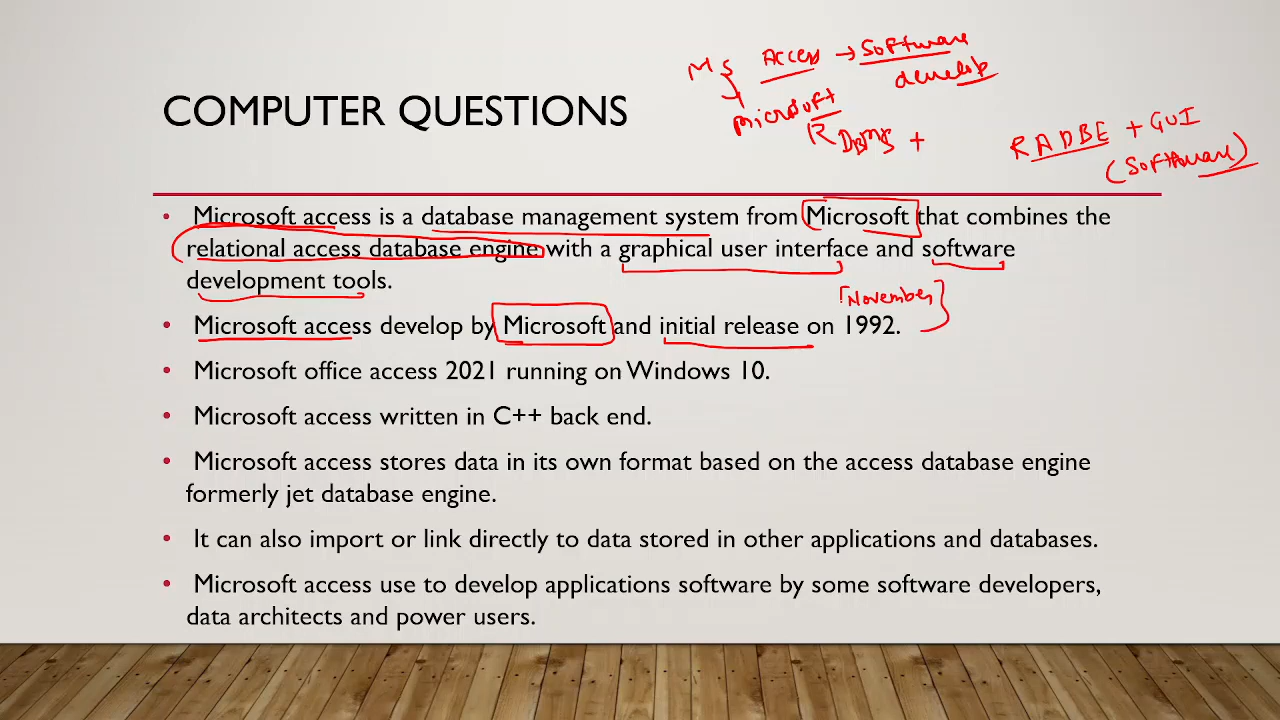 MS Access → Software
develop
Microsoft
RDBMS +
RADBE + GUI
(Software)
COMPUTER QUESTIONS
• Microsoft access is a database management system from Microsoft that combines the
relational access database engine with a graphical user interface and software
development tools.
[November]
• Microsoft access develop by Microsoft and initial release on 1992.
• Microsoft office access 2021 running on Windows 10.
• Microsoft access written in C++ back end.
• Microsoft access stores data in its own format based on the access database engine
formerly jet database engine.
• It can also import or link directly to data stored in other applications and databases.
• Microsoft access use to develop applications software by some software developers,
data architects and power users.